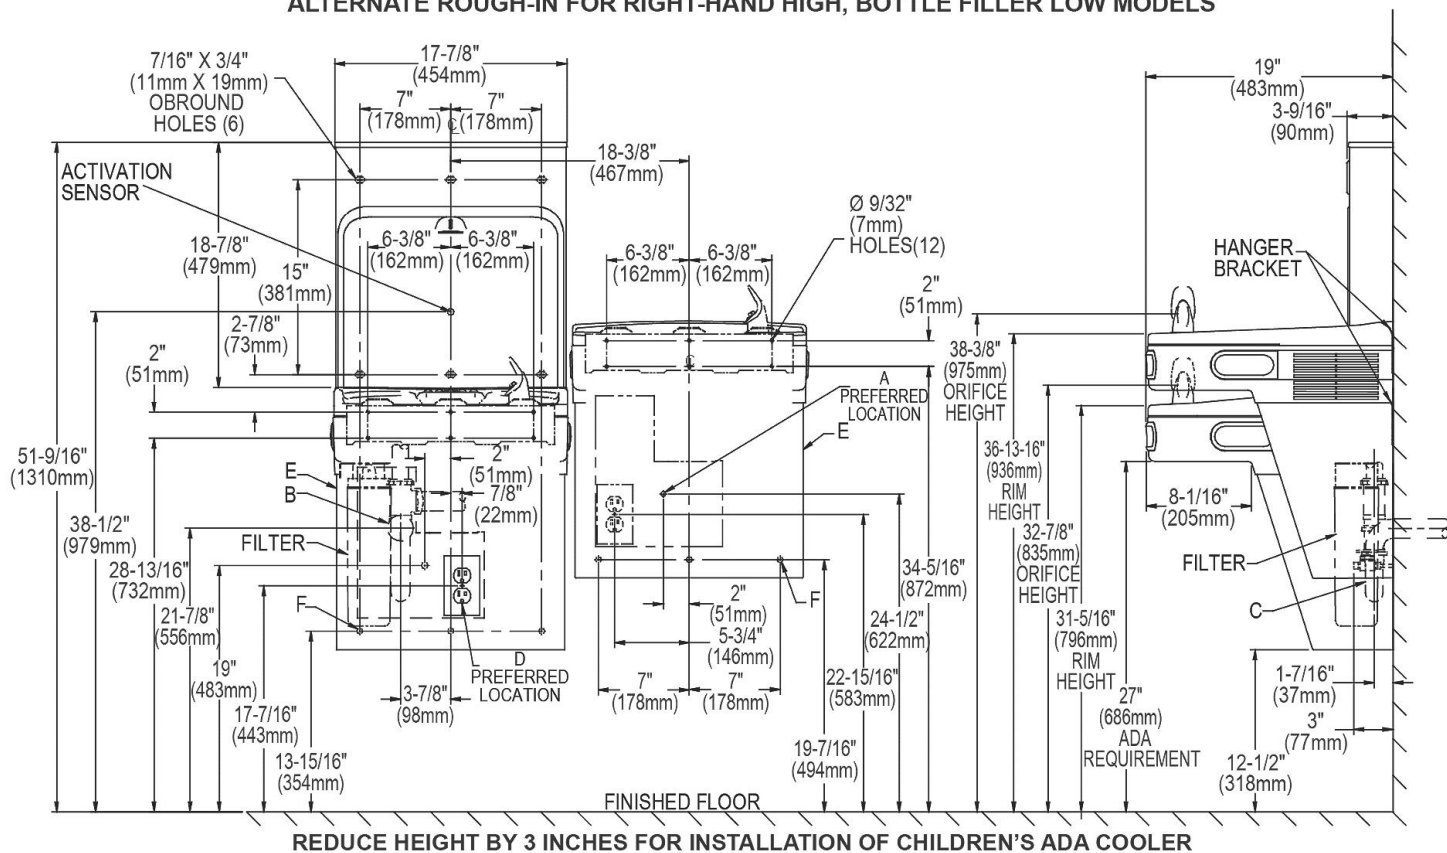 ALTERNATE ROUGH-IN FOR RIGHT-HAND HIGH, BOTTLE FILLER LOW MODELS
7/16" X 3/4"
(11mm X 19mm)
OBROUND
HOLES (6)
17-7/8"
(454mm)
7"
(178mm)
7"
(178mm)
℄
18-3/8"
(467mm)
19"
(483mm)
3-9/16"
(90mm)
ACTIVATION
SENSOR
Ø 9/32"
(7mm)
HOLES(12)
HANGER
BRACKET
18-7/8"
(479mm)
15"
(381mm)
6-3/8"
(162mm)
6-3/8"
(162mm)
6-3/8"
(162mm)
6-3/8"
(162mm)
2"
(51mm)
2-7/8"
(73mm)
2"
(51mm)
℄
38-3/8"
(975mm)
ORIFICE
HEIGHT
A
PREFERRED
LOCATION
E
51-9/16"
(1310mm)
2"
(51mm)
36-13-16"
(936mm)
RIM
HEIGHT
E
B
7/8"
(22mm)
8-1/16"
(205mm)
38-1/2"
(979mm)
FILTER
32-7/8"
(835mm)
ORIFICE
HEIGHT
FILTER
28-13/16"
(732mm)
34-5/16"
(872mm)
F
2"
(51mm)
F
C
21-7/8"
(556mm)
24-1/2"
(622mm)
31-5/16"
(796mm)
RIM
HEIGHT
5-3/4"
(146mm)
19"
(483mm)
D
PREFERRED
LOCATION
3-7/8"
(98mm)
7"
(178mm)
7"
(178mm)
22-15/16"
(583mm)
1-7/16"
(37mm)
17-7/16"
(443mm)
27"
(686mm)
ADA
REQUIREMENT
3"
(77mm)
13-15/16"
(354mm)
19-7/16"
(494mm)
12-1/2"
(318mm)
FINISHED FLOOR
REDUCE HEIGHT BY 3 INCHES FOR INSTALLATION OF CHILDREN'S ADA COOLER